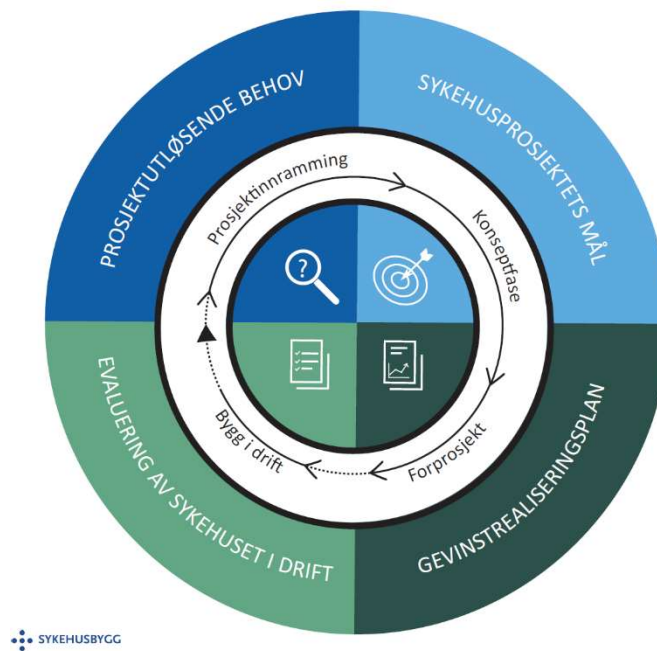 PROSJEKTUTLØSENDE BEHOV
SYKEHUSPROSJEKTETS MÅL
Prosjektinnramming
Konseptfase
?
Bygg i drift
Forprosjekt
EVALUERING AV SYKEHUSET I DRIFT
GEVINSTREALISERINGSPLAN
SYKEHUSBYGG